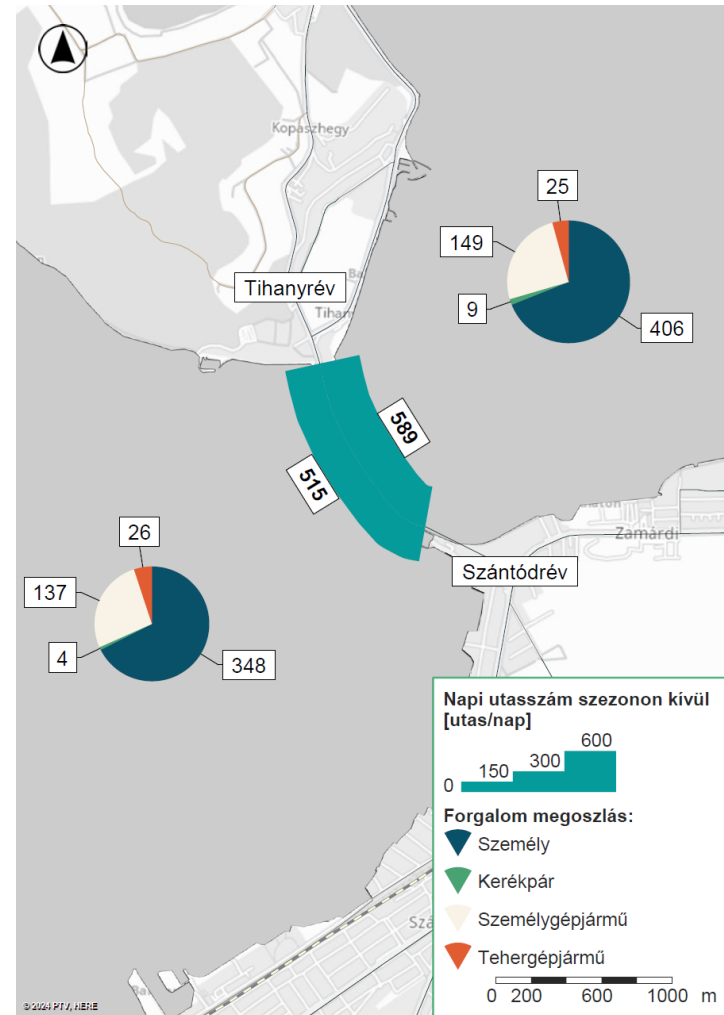 Kopaszhegy
25
149
9
406
Tihanyrév
589
515
Zamárdi
Szántódrév
26
137
4
348
Napi utasszám szezonon kívül
[utas/nap]
0 150 300 600
Forgalom megoszlás:
Személy
Kerékpár
Személygépjármű
Tehergépjármű
0 200 600 1000 m
© 2024 PTV, HERE